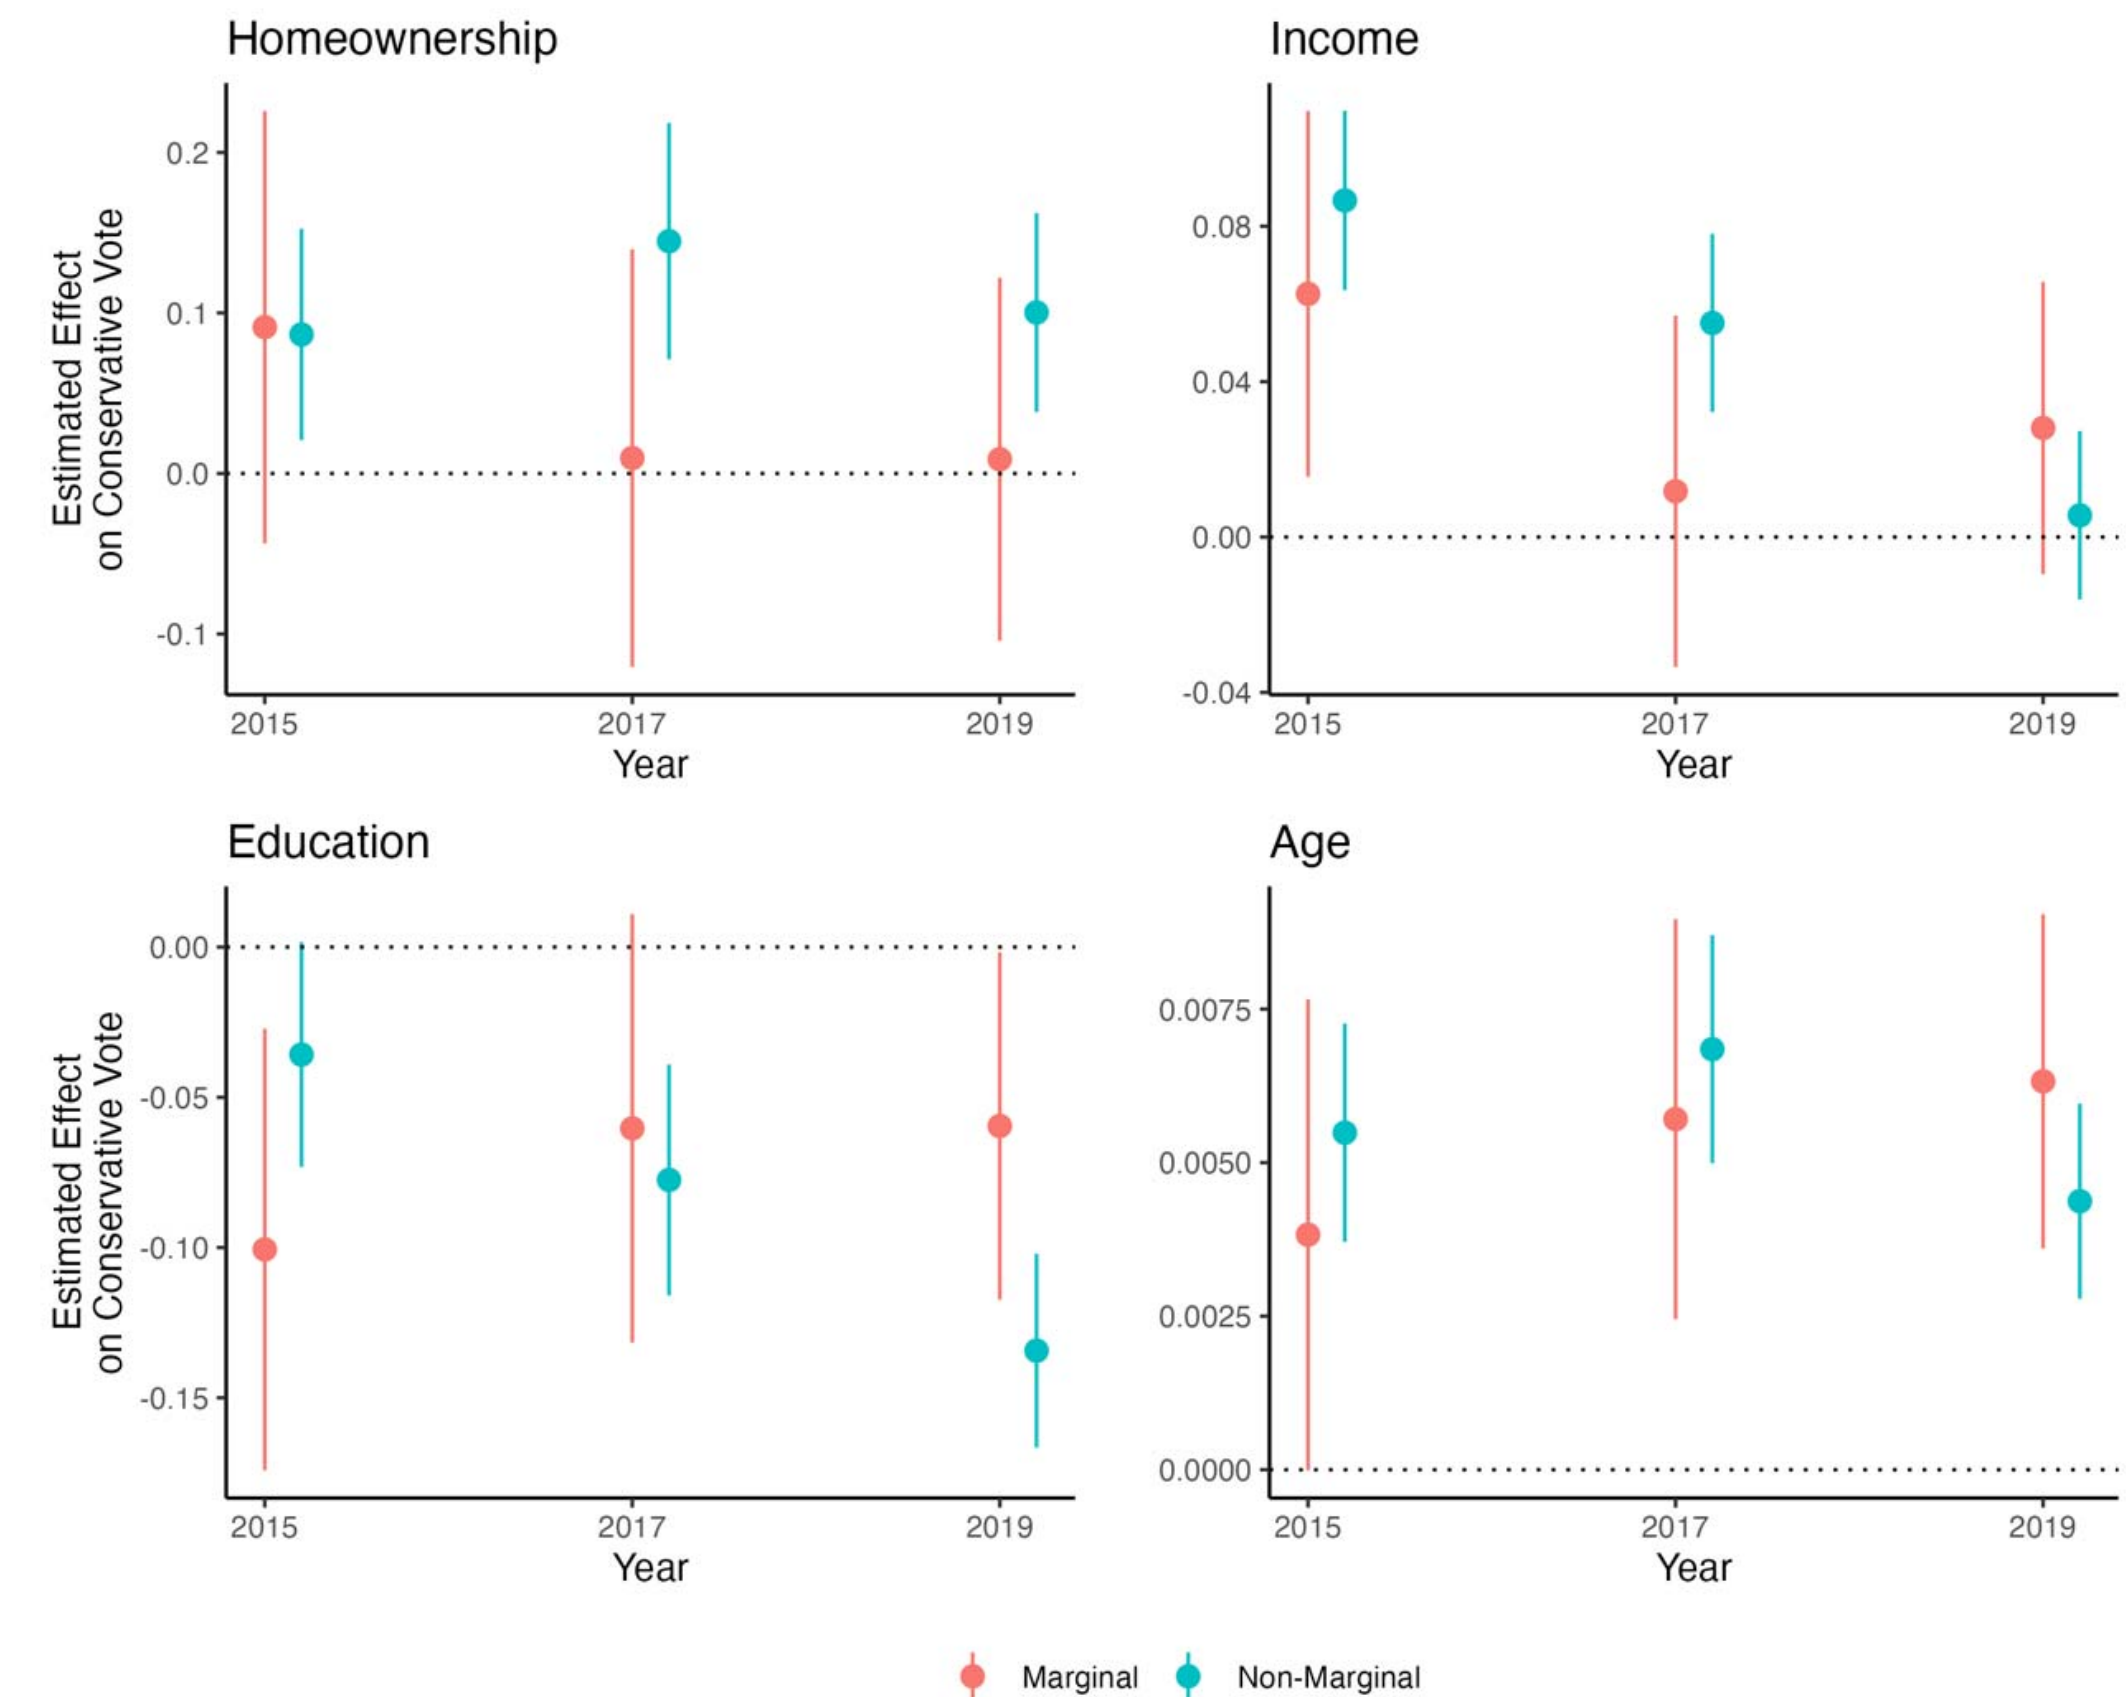 Homeownership
Estimated Effect
on Conservative Vote
0.2
0.1
0.0
-0.1
2015 2017 2019
Year
Income
0.08
0.04
0.00
-0.04
2015 2017 2019
Year
Education
Estimated Effect
on Conservative Vote
0.00
-0.05
-0.10
-0.15
2015 2017 2019
Year
Age
0.0075
0.0050
0.0025
0.0000
2015 2017 2019
Year
Marginal Non-Marginal